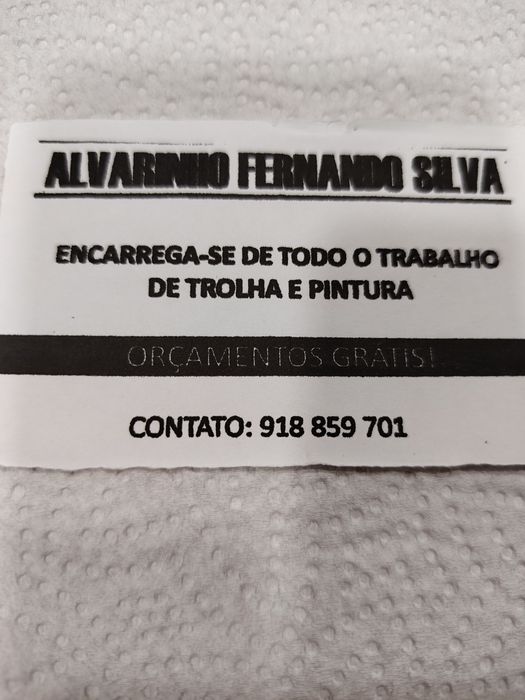 ALVARINHO FERNANDO SILVA
ENCARREGA-SE DE TODO O TRABALHO
DE TROLHA E PINTURA
ORÇAMENTOS GRÁTIS!
CONTATO: 918 859 701